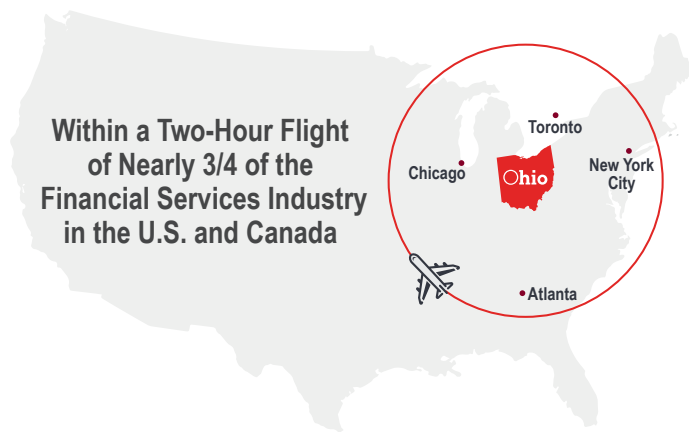 Within a Two-Hour Flight
of Nearly 3/4 of the
Financial Services Industry
in the U.S. and Canada
Toronto
Chicago
Ohio
New York
City
Atlanta